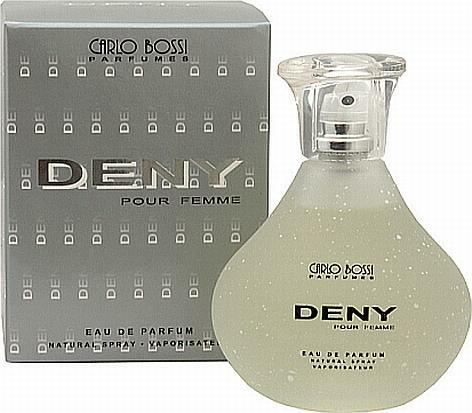 CARLO BOSSI
PARFUMES
DENY
POUR FEMME
EAU DE PARFUM
NATURAL SPRAY - VAPORISATEUR
CARLO BOSSI
PARFUMES
DENY
POUR FEMME
EAU DE PARFUM
NATURAL SPRAY
VAPORISATEUR